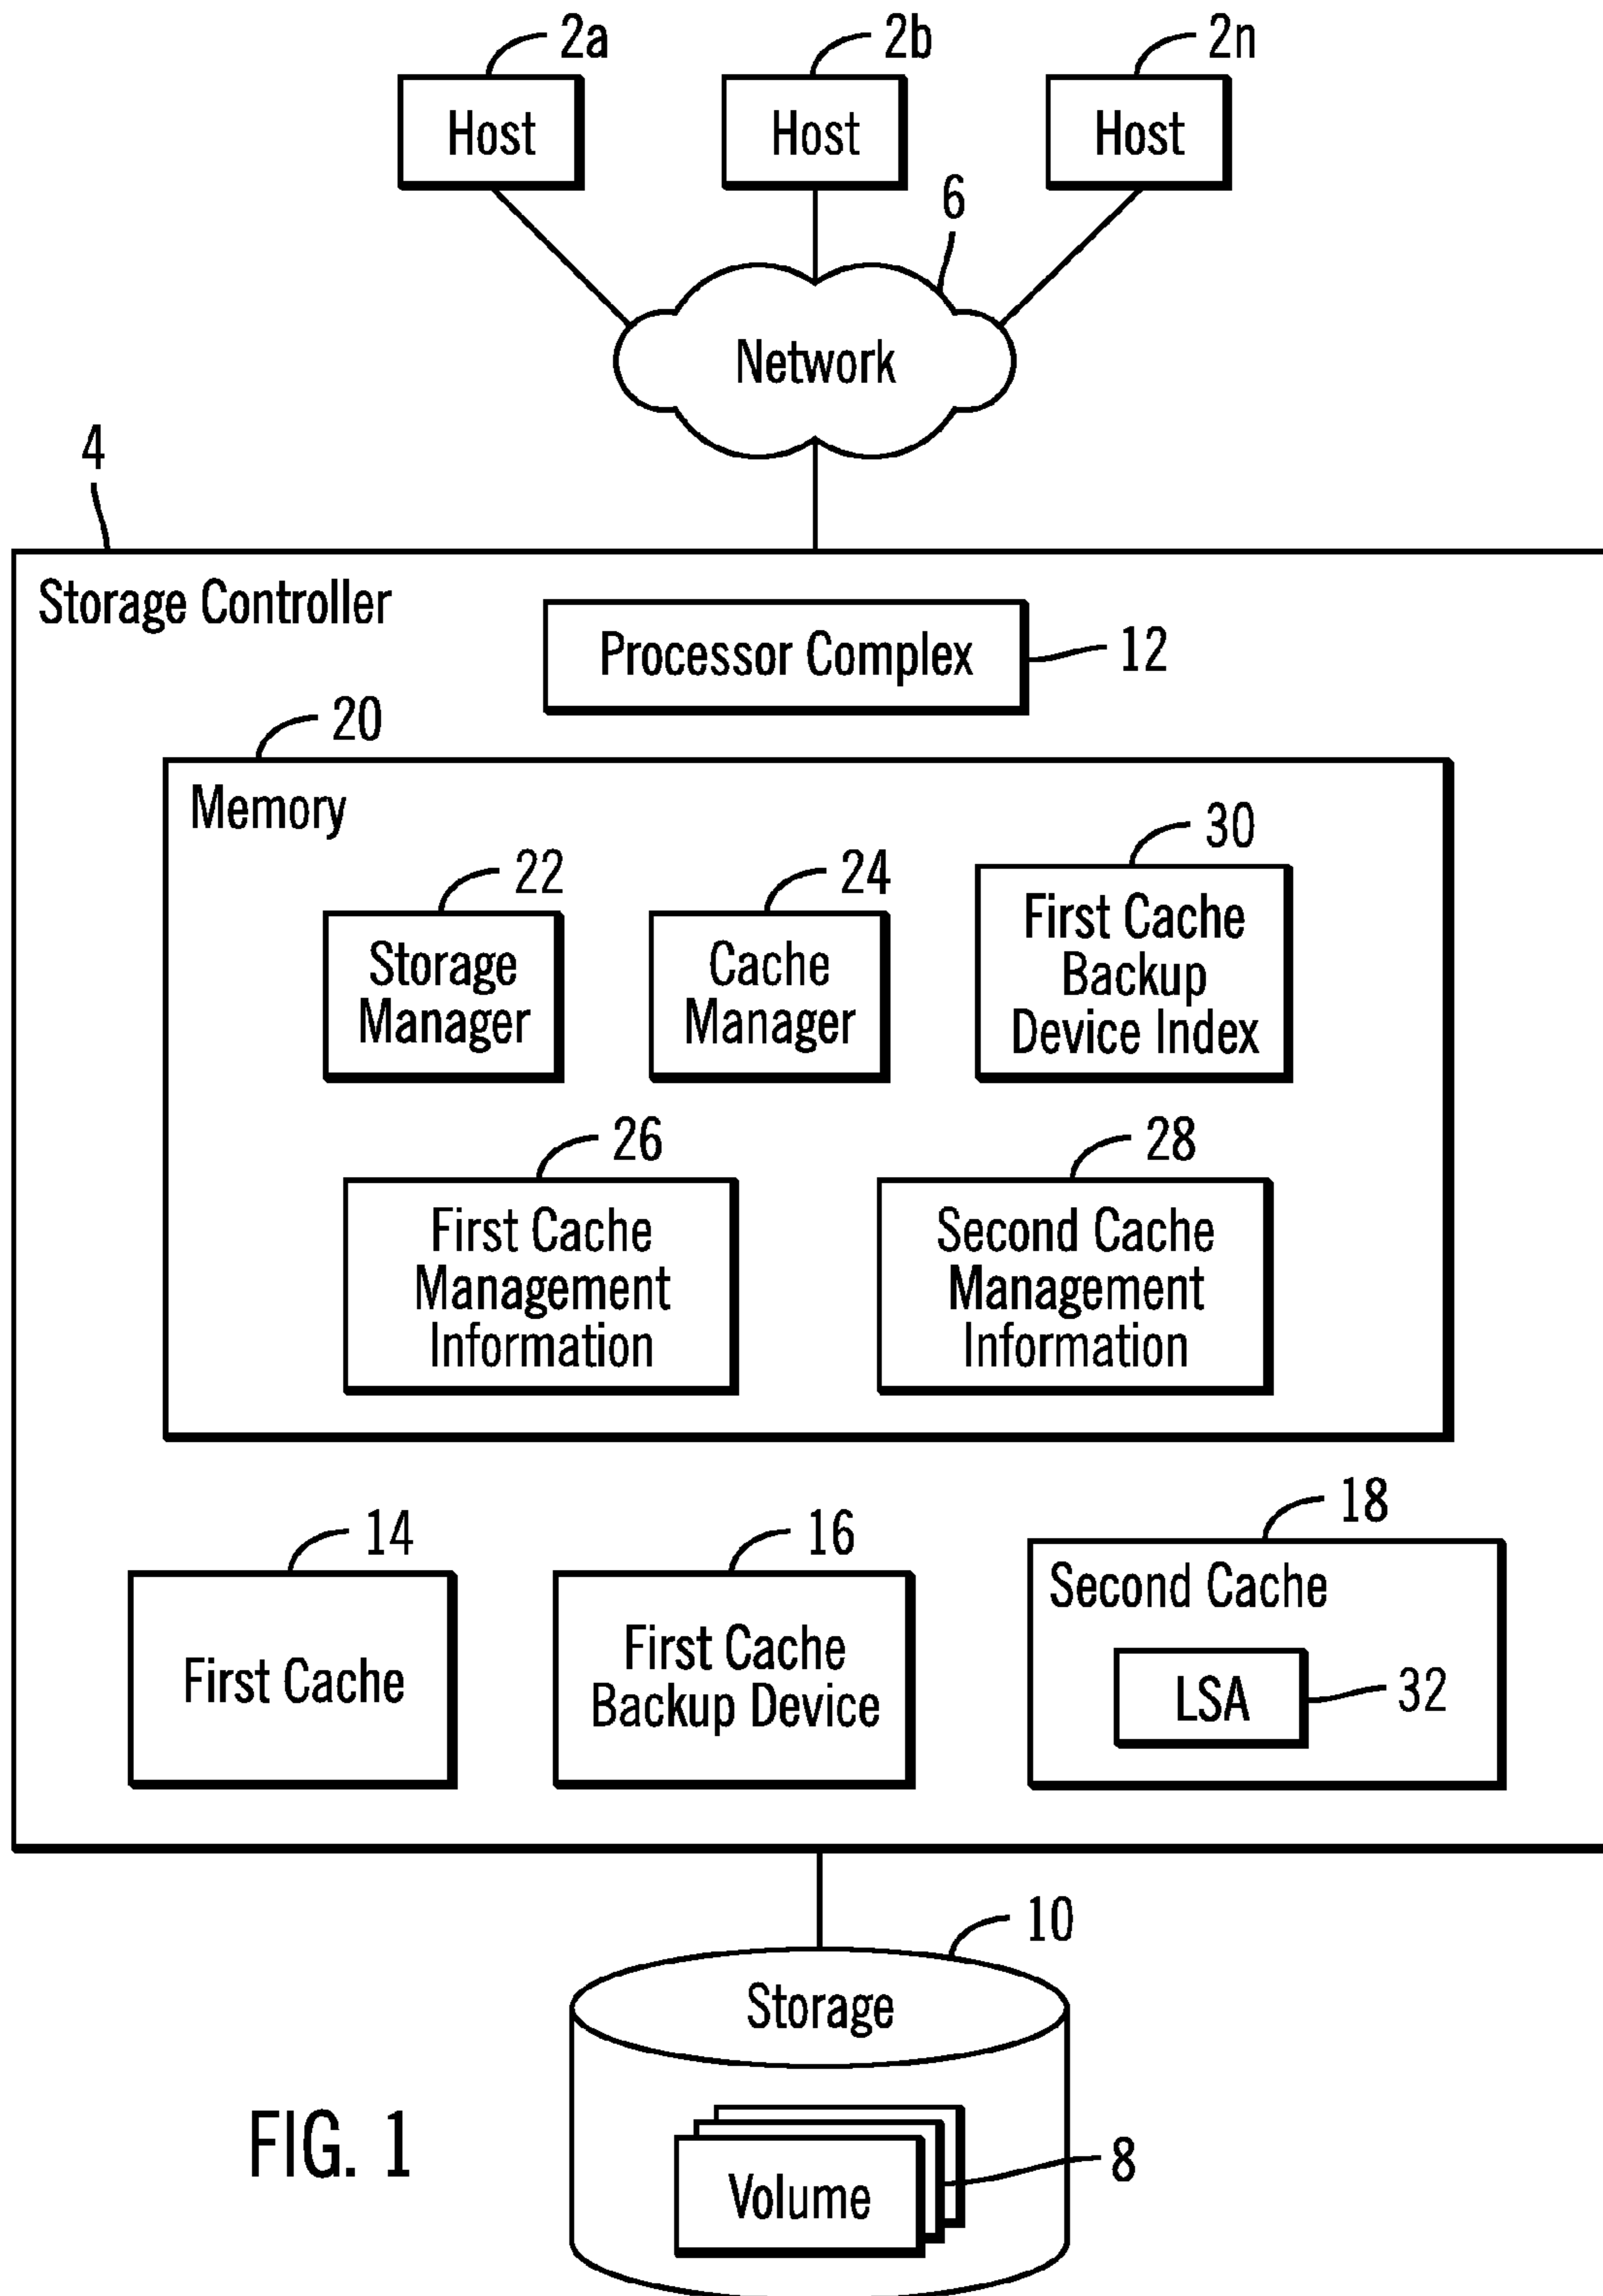 2a
2b
2n
Host
Host
Host
6
Network
4
Storage Controller
Processor Complex
12
20
Memory
22
24
30
Storage
Manager
Cache
Manager
First Cache
Backup
Device Index
26
28
First Cache
Management
Information
Second Cache
Management
Information
14
16
18
First Cache
First Cache
Backup Device
Second Cache
LSA
32
10
Storage
Volume
8
FIG. 1